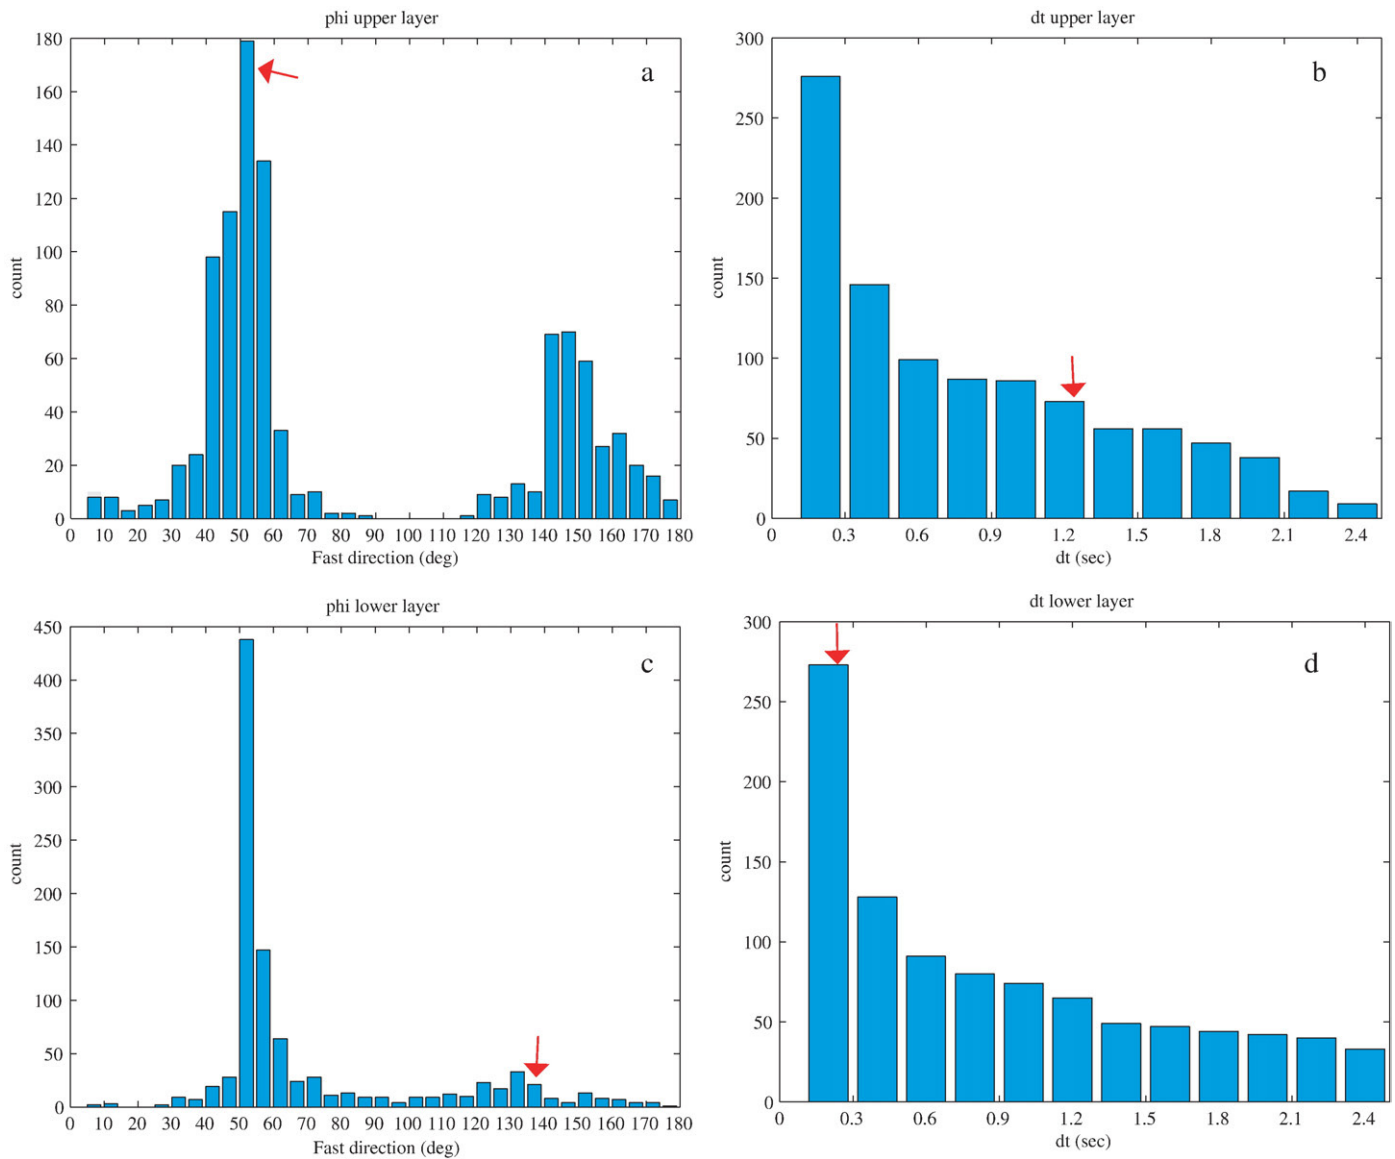 phi upper layer
180
160
140
120
100
80
60
40
20
0
count
a
0 10 20 30 40 50 60 70 80 90 100 110 120 130 140 150 160 170 180
Fast direction (deg)
dt upper layer
300
250
200
150
100
50
0
count
b
0 0.3 0.6 0.9 1.2 1.5 1.8 2.1 2.4
dt (sec)
phi lower layer
450
400
350
300
250
200
150
100
50
0
count
c
0 10 20 30 40 50 60 70 80 90 100 110 120 130 140 150 160 170 180
Fast direction (deg)
dt lower layer
300
250
200
150
100
50
0
count
d
0 0.3 0.6 0.9 1.2 1.5 1.8 2.1 2.4
dt (sec)